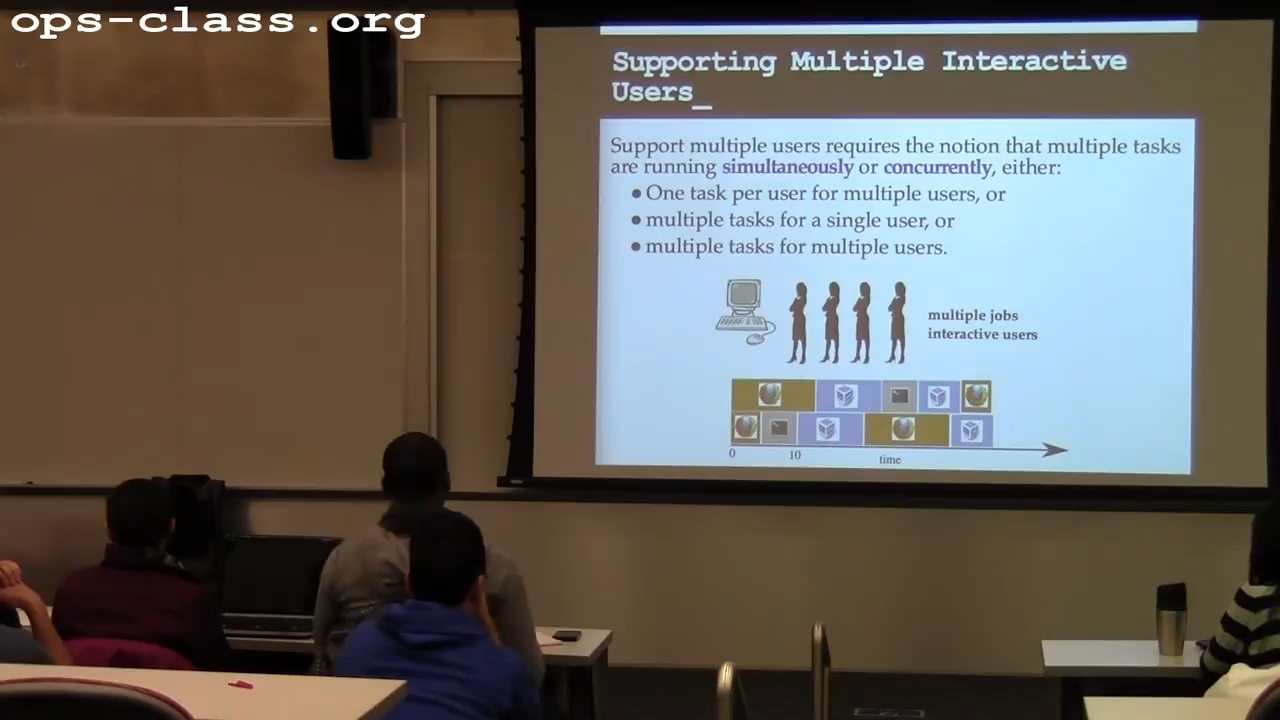 ops-class.org
Supporting Multiple Interactive
Users_
Support multiple users requires the notion that multiple tasks
are running simultaneously or concurrently, either:
● One task per user for multiple users, or
● multiple tasks for a single user, or
● multiple tasks for multiple users.
multiple jobs
interactive users
0 10 time